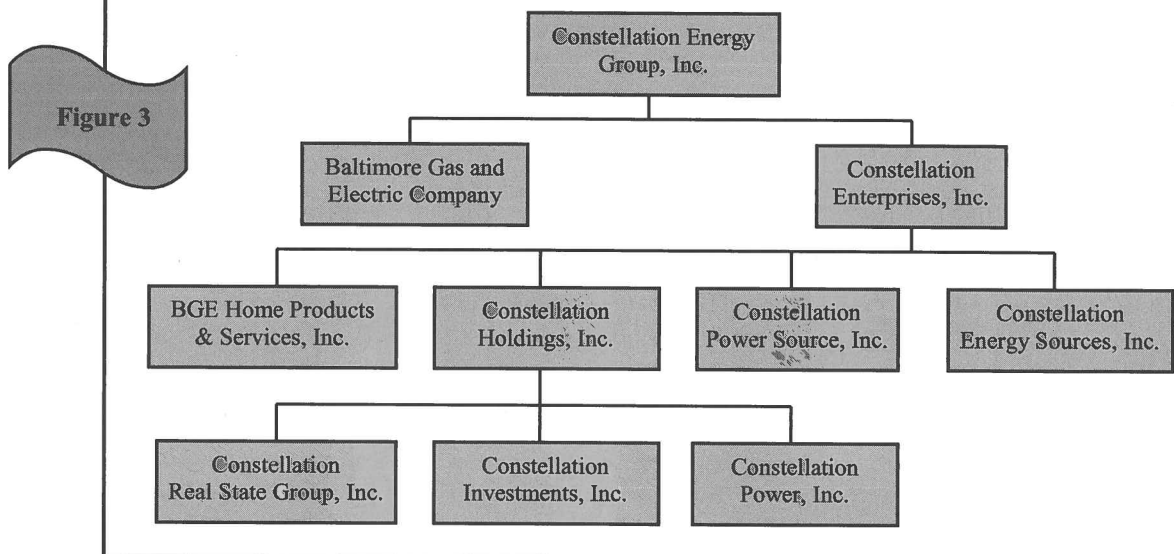 Constellation Energy
Group, Inc.
Figure 3
Baltimore Gas and
Electric Company
Constellation
Enterprises, Inc.
BGE Home Products
& Services, Inc.
Constellation
Holdings, Inc.
Constellation
Power Source, Inc.
Constellation
Energy Sources, Inc.
Constellation
Real State Group, Inc.
Constellation
Investments, Inc.
Constellation
Power, Inc.